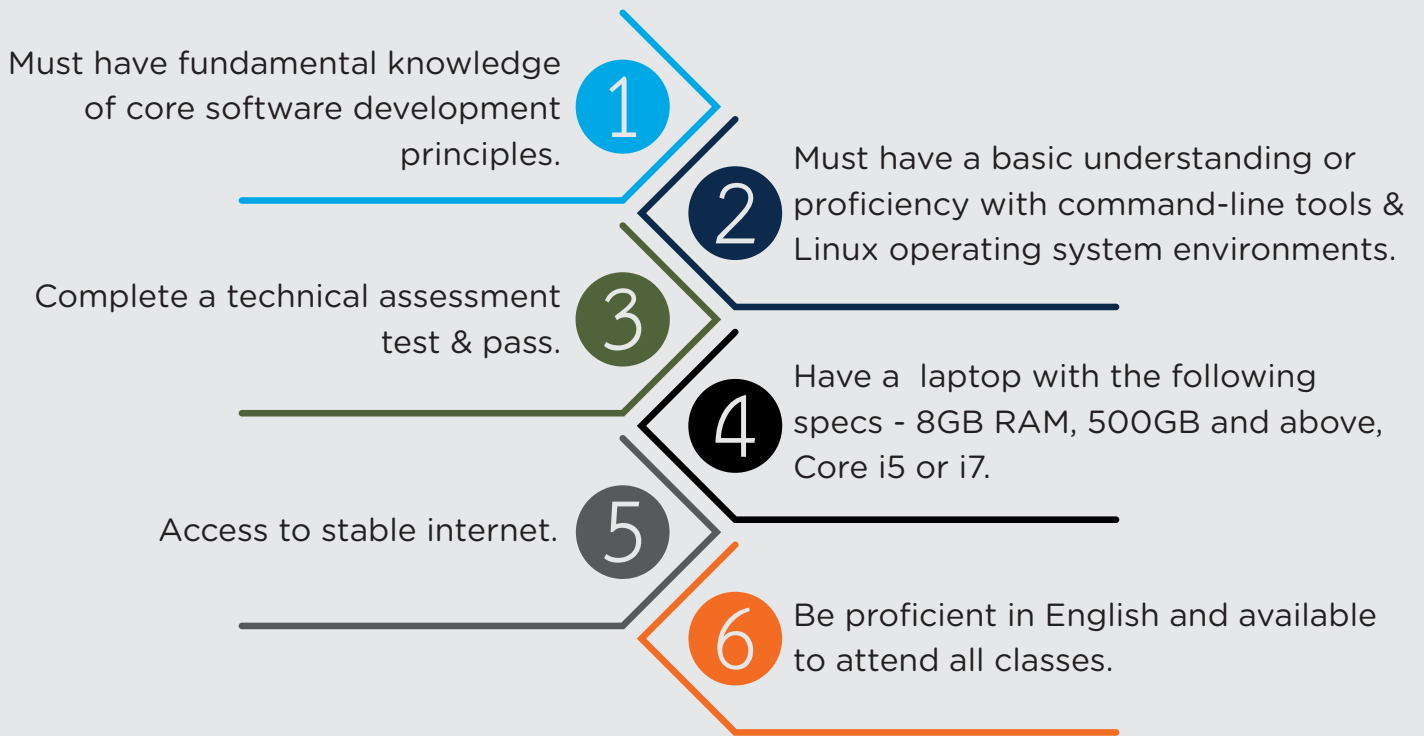 1
Must have fundamental knowledge
of core software development
principles.
2
Must have a basic understanding or
proficiency with command-line tools &
Linux operating system environments.
3
Complete a technical assessment
test & pass.
4
Have a  laptop with the following
specs - 8GB RAM, 500GB and above,
Core i5 or i7.
5
Access to stable internet.
6
Be proficient in English and available
to attend all classes.